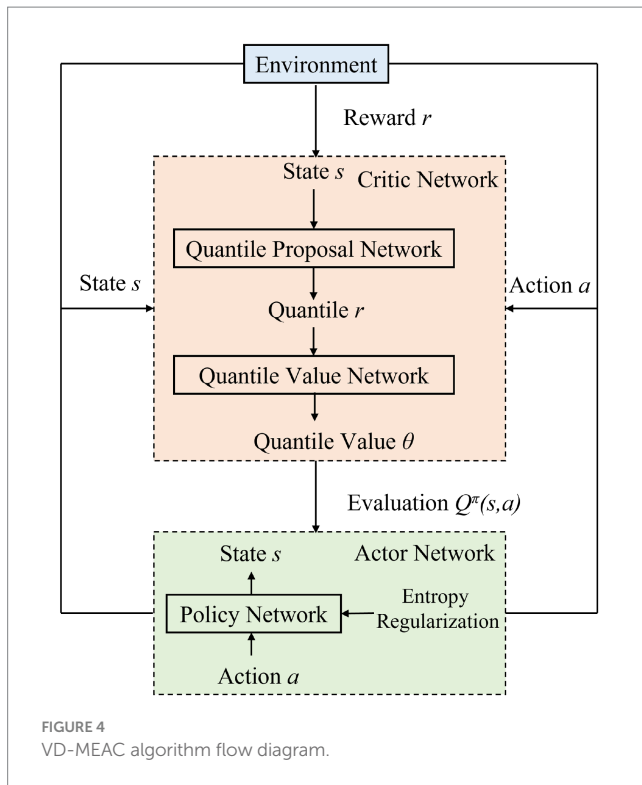 Environment
Reward r
State s
Critic Network
Quantile Proposal Network
State s
Action a
Quantile r
Quantile Value Network
Quantile Value θ
Evaluation Q^π(s,a)
State s
Actor Network
Policy Network
Entropy
Regularization
Action a
FIGURE 4
VD-MEAC algorithm flow diagram.